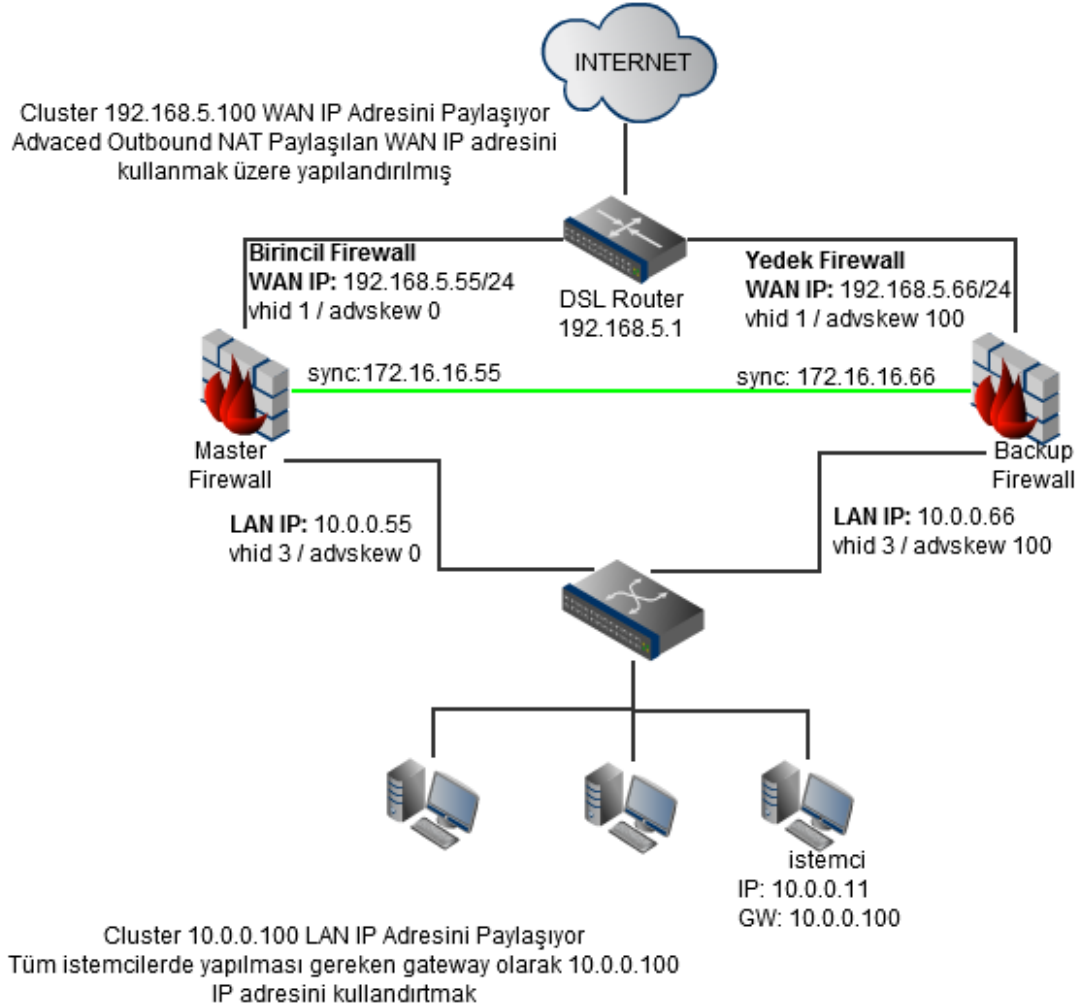 INTERNET
Cluster 192.168.5.100 WAN IP Adresini Paylaşıyor
Advaced Outbound NAT Paylaşılan WAN IP adresini
kullanmak üzere yapılandırılmış
Birincil Firewall
WAN IP: 192.168.5.55/24
vhid 1 / advskew 0
DSL Router
192.168.5.1
Yedek Firewall
WAN IP: 192.168.5.66/24
vhid 1 / advskew 100
sync:172.16.16.55
sync: 172.16.16.66
Master
Firewall
Backup
Firewall
LAN IP: 10.0.0.55
vhid 3 / advskew 0
LAN IP: 10.0.0.66
vhid 3 / advskew 100
istemci
IP: 10.0.0.11
GW: 10.0.0.100
Cluster 10.0.0.100 LAN IP Adresini Paylaşıyor
Tüm istemcilerde yapılması gereken gateway olarak 10.0.0.100
IP adresini kullandırtmak